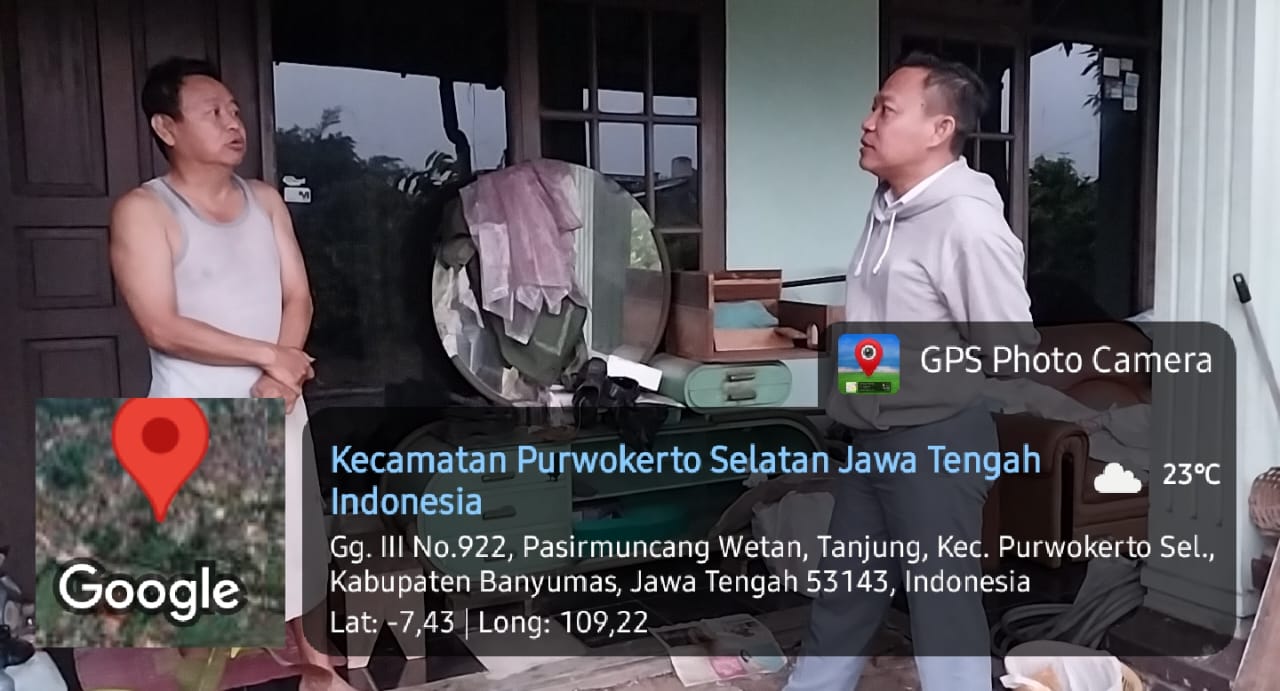 GPS Photo Camera
Kecamatan Purwokerto Selatan Jawa Tengah
Indonesia
23°C
Gg. III No.922, Pasirmuncang Wetan, Tanjung, Kec. Purwokerto Sel.,
Kabupaten Banyumas, Jawa Tengah 53143, Indonesia
Lat: -7,43 | Long: 109,22
Google